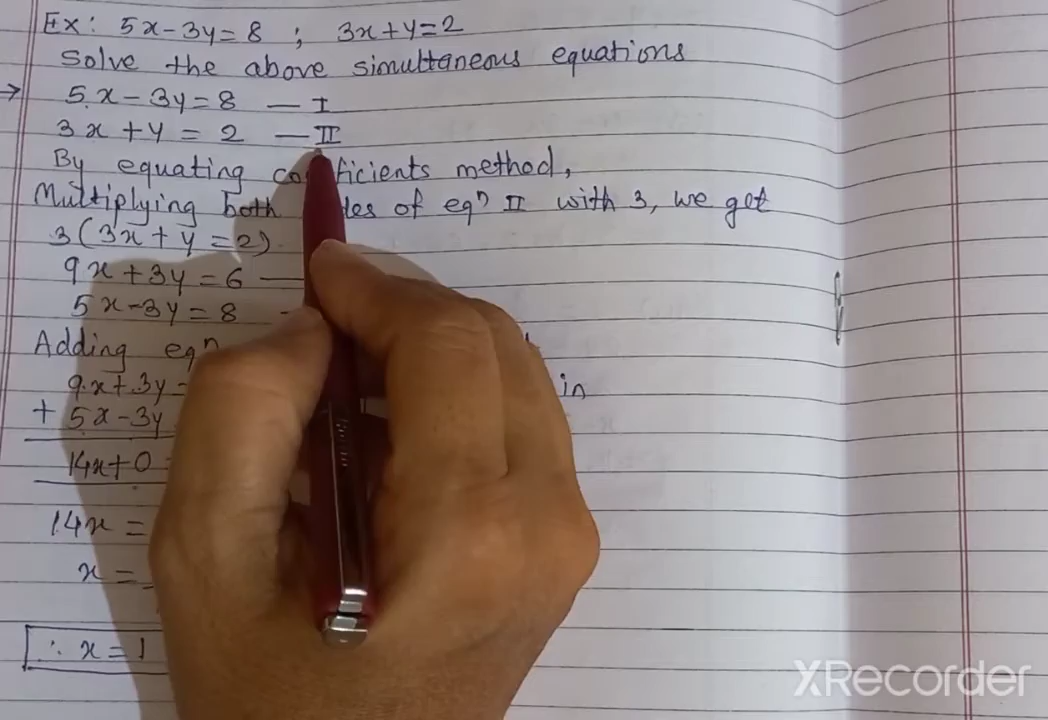 Ex: 5x-3y=8 ; 3x+y=2
Solve the above simultaneous equations
→ 5x-3y=8 — I
3x+y=2 — II
By equating ficients method,
Multiplying both of eqⁿ II with 3, we get
3(3x+y=2)
9x+3y=6 —
5x-3y=8 -
Adding eqⁿ
9x+3y= in
+ 5x-3y
14x+0=
14x=
x=
∴ x=1
XRecorder